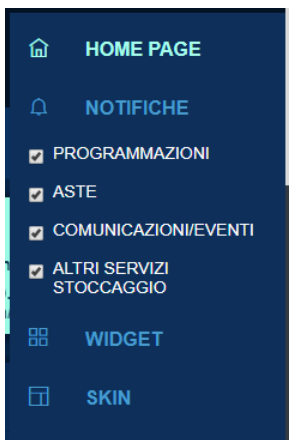 HOME PAGE
NOTIFICHE
PROGRAMMAZIONI
ASTE
COMUNICAZIONI/EVENTI
ALTRI SERVIZI
STOCCAGGIO
WIDGET
SKIN